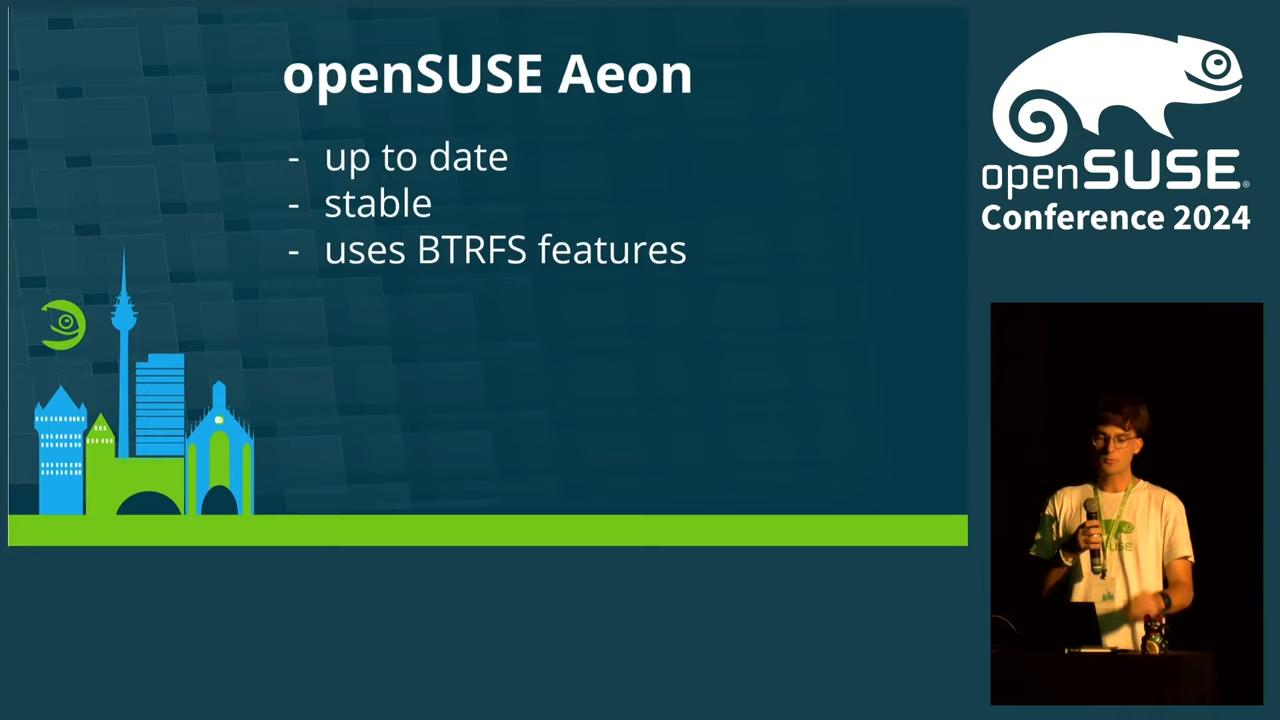 openSUSE Aeon
- up to date
- stable
- uses BTRFS features
openSUSE®
Conference 2024